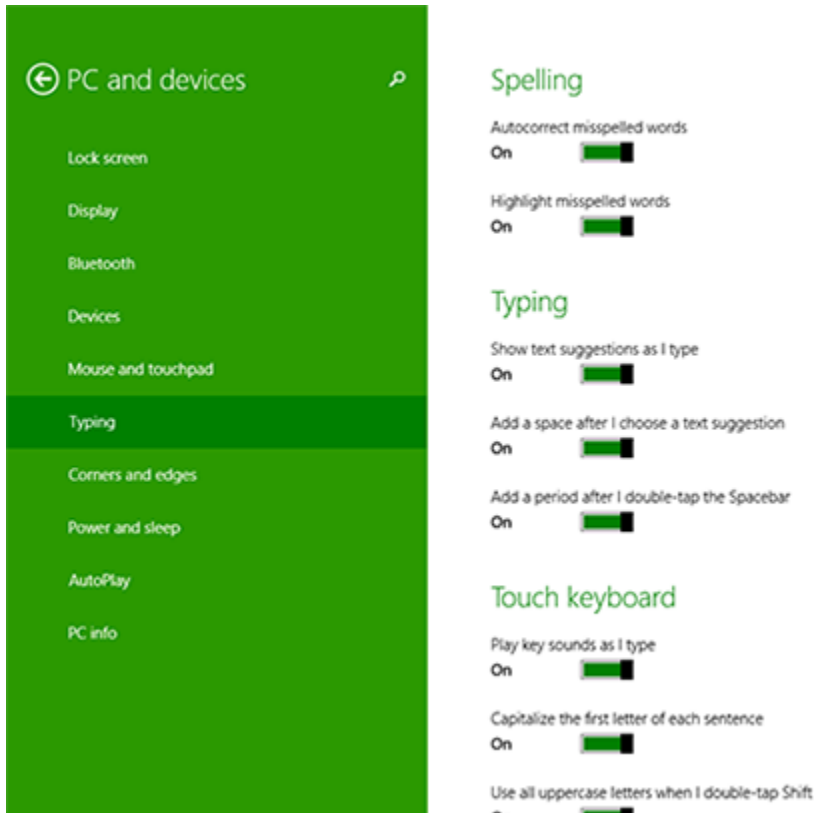 PC and devices
Lock screen
Display
Bluetooth
Devices
Mouse and touchpad
Typing
Corners and edges
Power and sleep
AutoPlay
PC info
Spelling
Autocorrect misspelled words
On
Highlight misspelled words
On
Typing
Show text suggestions as I type
On
Add a space after I choose a text suggestion
On
Add a period after I double-tap the Spacebar
On
Touch keyboard
Play key sounds as I type
On
Capitalize the first letter of each sentence
On
Use all uppercase letters when I double-tap Shift